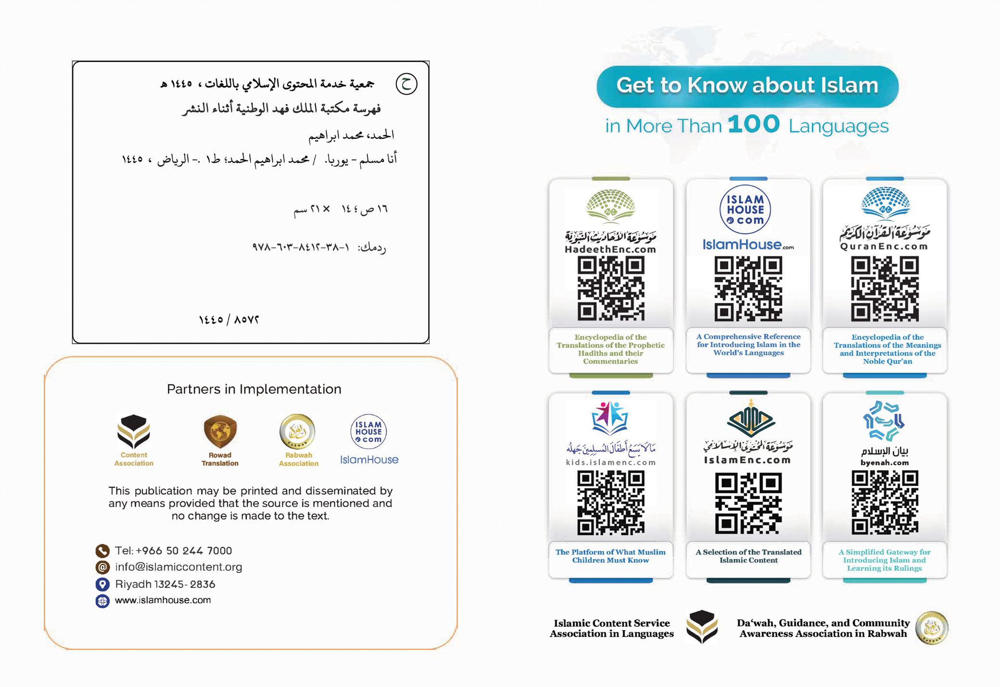 ح
جمعية خدمة المحتوى الإسلامي باللغات ، ١٤٤٥ هـ
فهرسة مكتبة الملك فهد الوطنية أثناء النشر
الحمد، محمد ابراهيم
أنا مسلم - يوربا. / محمد ابراهيم الحمد؛ ط١ .- الرياض ، ١٤٤٥
١٦ ص ؛ ١٤ × ٢١ سم
ردمك: ١-٣٨-٨٤١٢-٦٠٣-٩٧٨
١٤٤٥ / ٨٥٧٢
Partners in Implementation
Content
Association
Rowad
Translation
Rabwah
Rabwah
Association
ISLAM
HOUSE
com
IslamHouse
This publication may be printed and disseminated by
any means provided that the source is mentioned and
no change is made to the text.
Tel: +966 50 244 7000
info@islamiccontent.org
Riyadh 13245- 2836
www.islamhouse.com
Get to Know about Islam
in More Than 100 Languages
موسوعة الأحاديث النبوية
HadeethEnc.com
Encyclopedia of the
Translations of the Prophetic
Hadīths and their
Commentaries
ISLAM
HOUSE
com
IslamHouse.com
A Comprehensive Reference
for Introducing Islam in the
World's Languages
موسوعة القرآن الكريم
QuranEnc.com
Encyclopedia of the
Translations of the Meanings
and Interpretations of the
Noble Qur’an
مَا لَا يَسَعُ أَطْفَالَ المُسلِمِينَ جَهلُه
kids.islamenc.com
The Platform of What Muslim
Children Must Know
موسوعة المحتوى الإسلامي
IslamEnc.com
A Selection of the Translated
Islamic Content
بيان الإسلام
byenah.com
A Simplified Gateway for
Introducing Islam and
Learning its Rulings
Islamic Content Service
Association in Languages
Da‘wah, Guidance, and Community
Awareness Association in Rabwah
Rabwah